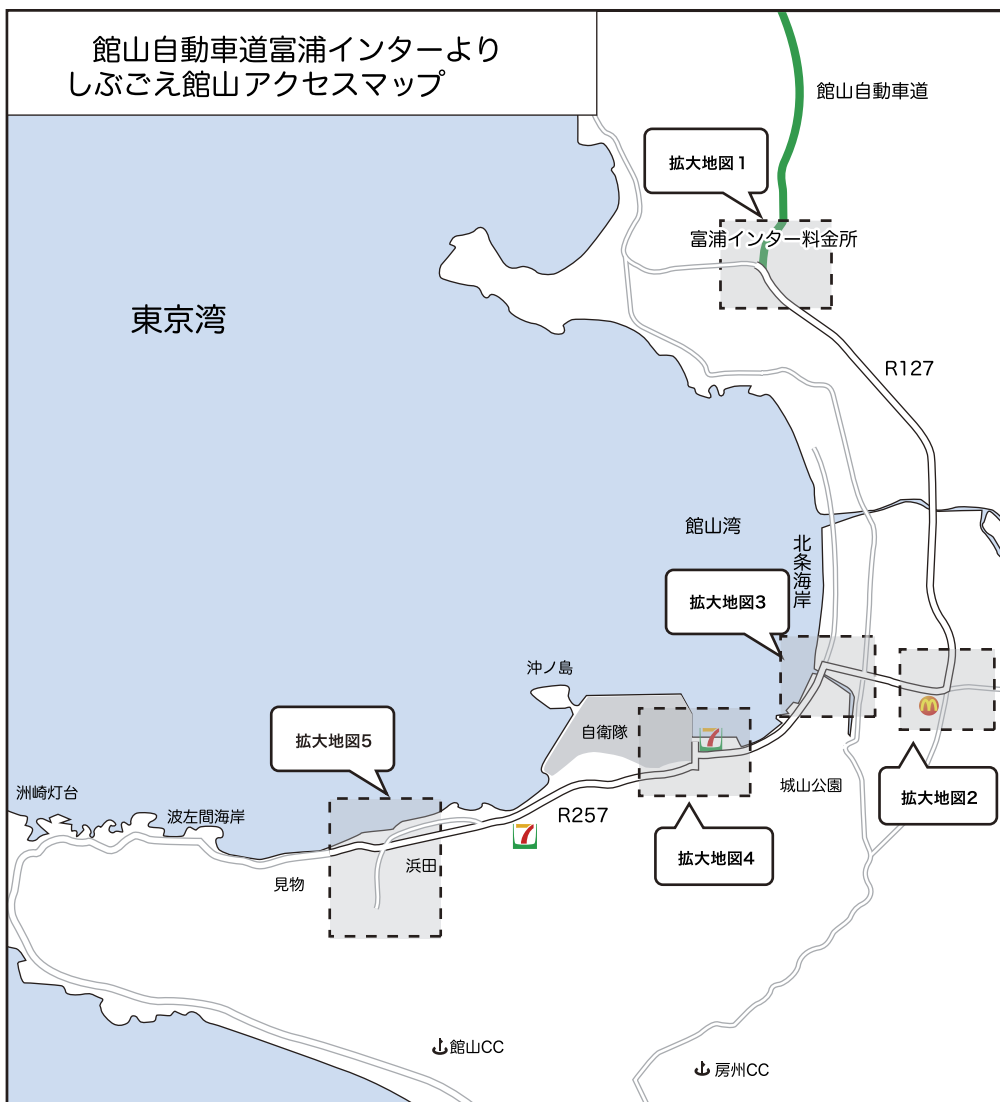 館山自動車道富浦インターより
しぶごえ館山アクセスマップ
館山自動車道
拡大地図1
富浦インター料金所
東京湾
R127
館山湾
北条海岸
拡大地図3
沖ノ島
自衛隊
7
M
拡大地図5
城山公園
拡大地図2
洲崎灯台
波左間海岸
R257
7
拡大地図4
浜田
見物
館山CC
房州CC